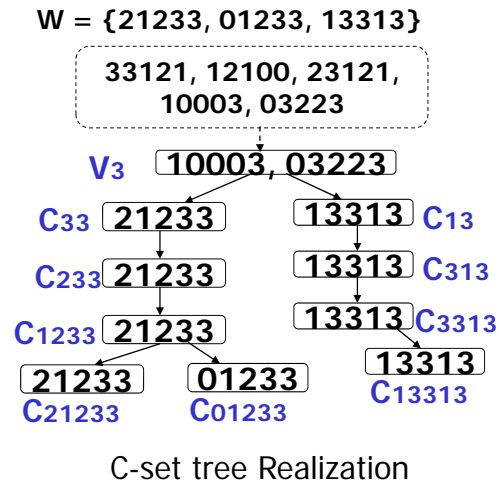 W = {21233, 01233, 13313}
33121, 12100, 23121,
10003, 03223
V3 10003, 03223
C33 21233 13313 C13
C233 21233 13313 C313
C1233 21233 13313 C3313
21233 01233 13313
C21233 C01233 C13313
C-set tree Realization